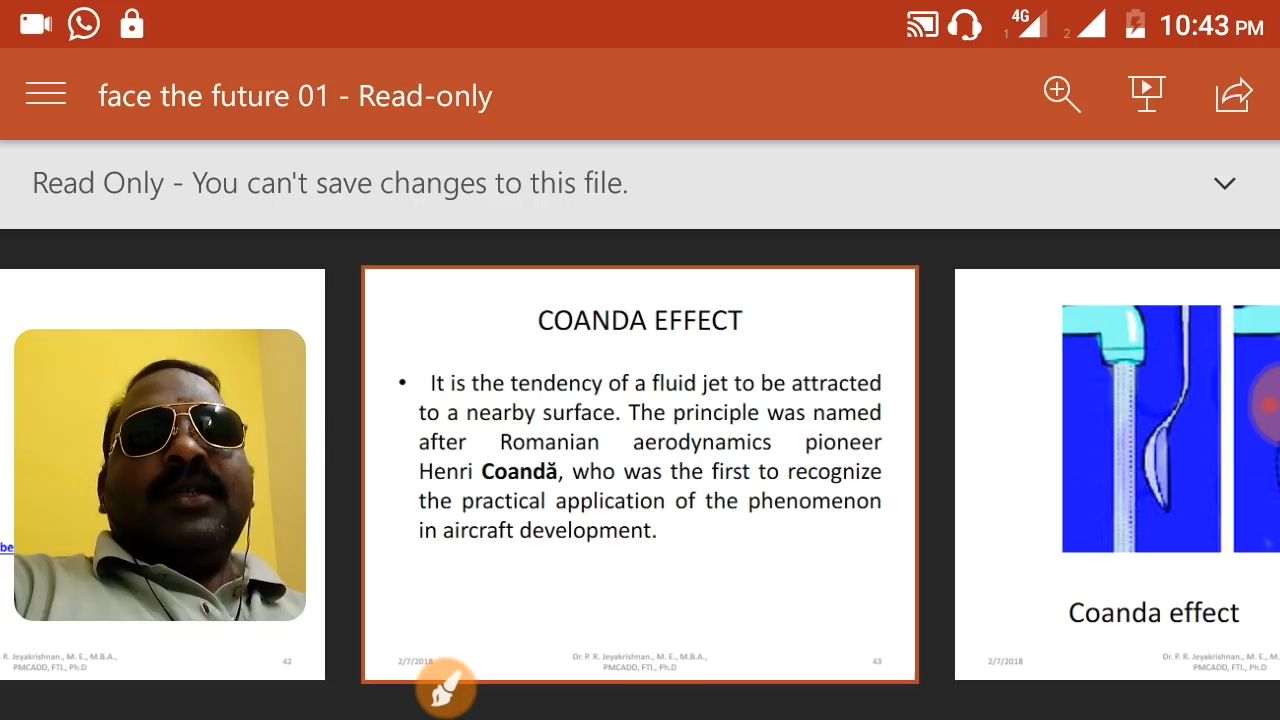 4G
1
2
10:43 PM
face the future 01 - Read-only
Read Only - You can't save changes to this file.
be
R. Jeyakrishnan., M. E., M.B.A.,
PMCADD, FTI., Ph.D
42
COANDA EFFECT
• It is the tendency of a fluid jet to be attracted
to a nearby surface. The principle was named
after Romanian aerodynamics pioneer
Henri Coandă, who was the first to recognize
the practical application of the phenomenon
in aircraft development.
2/7/2018
Dr. P. R. Jeyakrishnan., M. E., M.B.A.,
PMCADD, FTI., Ph.D
43
Coanda effect
2/7/2018
Dr. P. R. Jeyakrishnan., M. E., M.
PMCADD, FTI., Ph.D